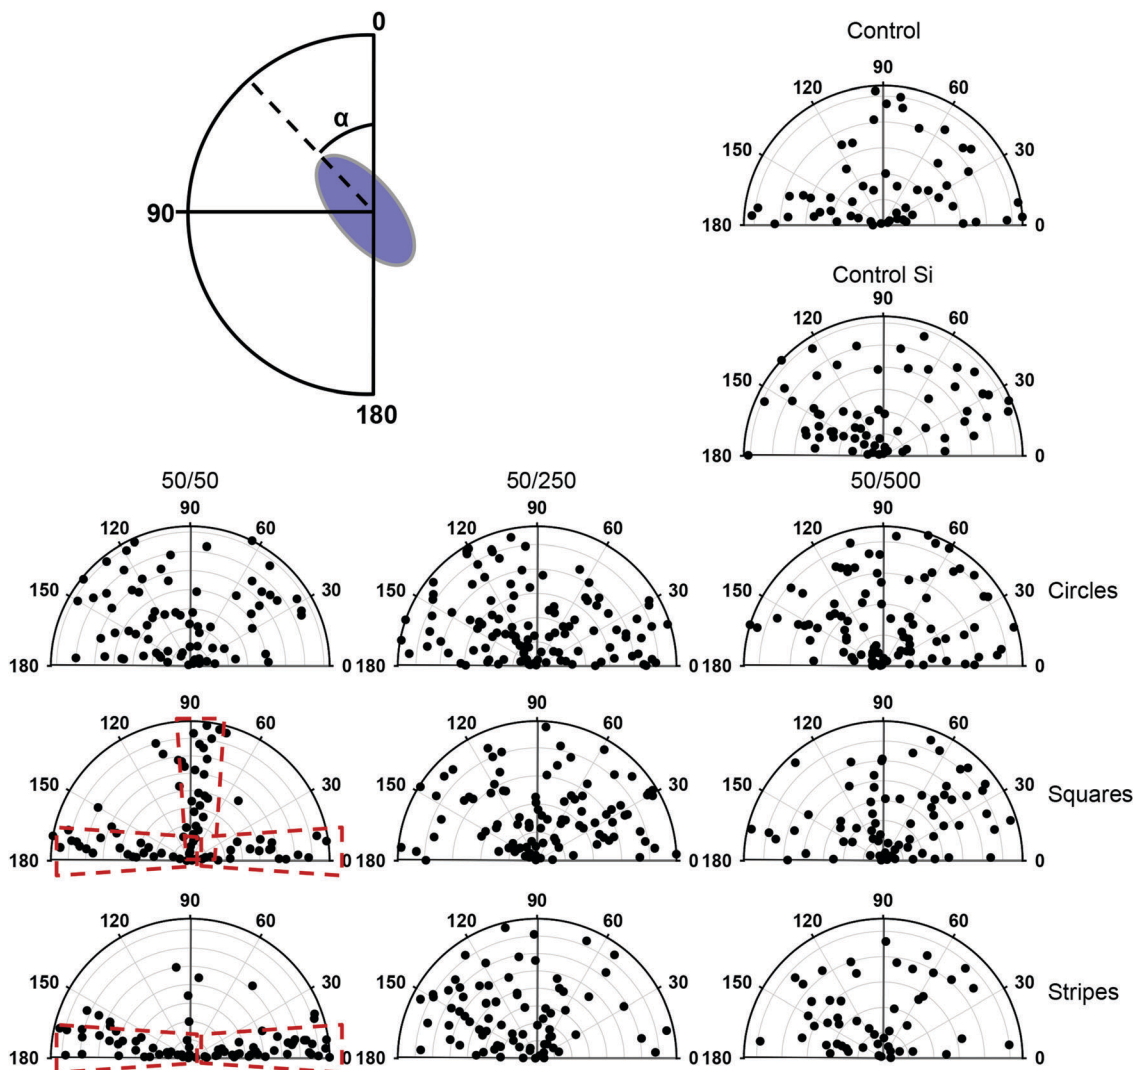 0
α
90
180
Control
90
120 60
150 30
180 0
Control Si
90
120 60
150 30
180 0
50/50 50/250 50/500
90 90 90
120 60 120 60 120 60
150 30 150 30 150 30 Circles
180 0 180 0 180 0
90 90 90
120 60 120 60 120 60
150 30 150 30 150 30 Squares
180 0 180 0 180 0
90 90 90
120 60 120 60 120 60
150 30 150 30 150 30 Stripes
180 0 180 0 180 0